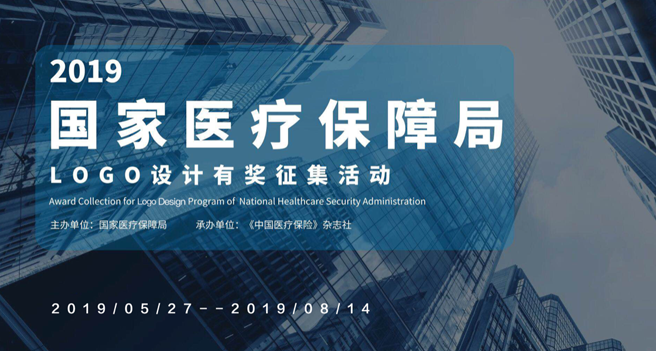 2019
国家医疗保障局
LOGO设计有奖征集活动
Award Collection for Logo Design Program of National Healthcare Security Administration
主办单位：国家医疗保障局 承办单位：《中国医疗保险》杂志社
2019/05/27--2019/08/14